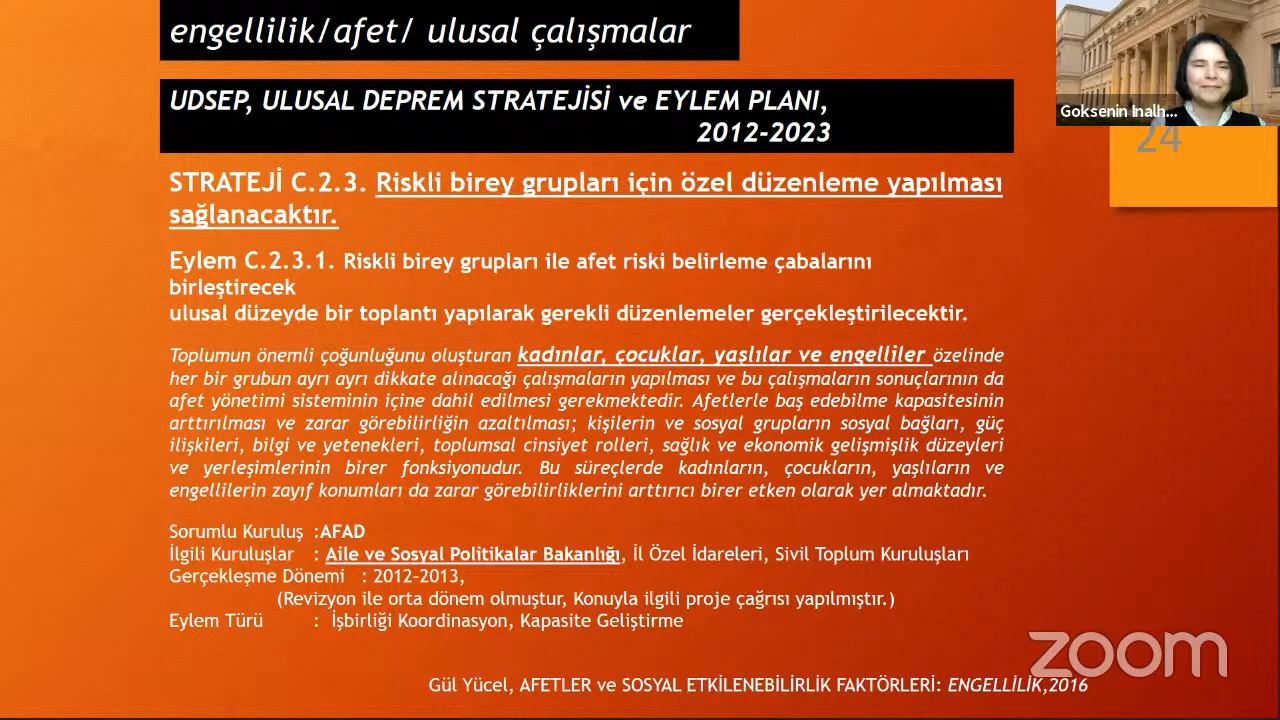 engellilik/afet/ ulusal çalışmalar
Goksenin Inalh...
24
UDSEP, ULUSAL DEPREM STRATEJİSİ ve EYLEM PLANI,
2012-2023
STRATEJİ C.2.3. Riskli birey grupları için özel düzenleme yapılması
sağlanacaktır.
Eylem C.2.3.1. Riskli birey grupları ile afet riski belirleme çabalarını
birleştirecek
ulusal düzeyde bir toplantı yapılarak gerekli düzenlemeler gerçekleştirilecektir.
Toplumun önemli çoğunluğunu oluşturan kadınlar, çocuklar, yaşlılar ve engelliler özelinde
her bir grubun ayrı ayrı dikkate alınacağı çalışmaların yapılması ve bu çalışmaların sonuçlarının da
afet yönetimi sisteminin içine dahil edilmesi gerekmektedir. Afetlerle baş edebilme kapasitesinin
arttırılması ve zarar görebilirliğin azaltılması; kişilerin ve sosyal grupların sosyal bağları, güç
ilişkileri, bilgi ve yetenekleri, toplumsal cinsiyet rolleri, sağlık ve ekonomik gelişmişlik düzeyleri
ve yerleşimlerinin birer fonksiyonudur. Bu süreçlerde kadınların, çocukların, yaşlıların ve
engellilerin zayıf konumları da zarar görebilirliklerini arttırıcı birer etken olarak yer almaktadır.
Sorumlu Kuruluş :AFAD
İlgili Kuruluşlar : Aile ve Sosyal Politikalar Bakanlığı, İl Özel İdareleri, Sivil Toplum Kuruluşları
Gerçekleşme Dönemi : 2012-2013,
(Revizyon ile orta dönem olmuştur, Konuyla ilgili proje çağrısı yapılmıştır.)
Eylem Türü : İşbirliği Koordinasyon, Kapasite Geliştirme
zoom
Gül Yücel, AFETLER ve SOSYAL ETKİLENEBİLİRLİK FAKTÖRLERİ: ENGELLİLİK,2016